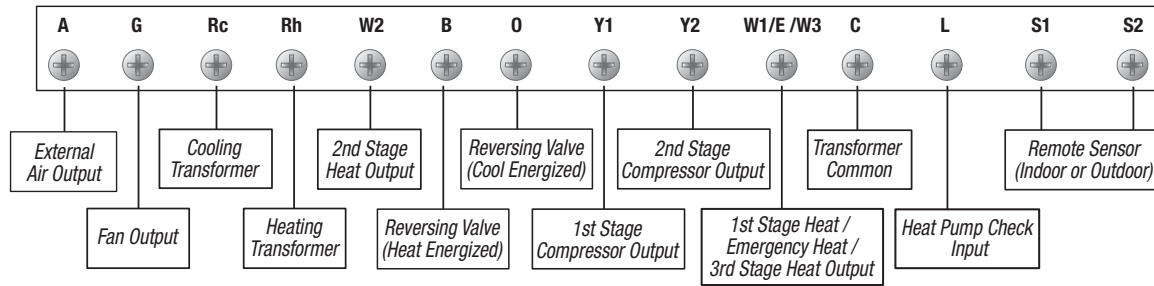 A G Rc Rh W2 B O Y1 Y2 W1/E /W3 C L S1 S2
External
Air Output
Fan Output
Cooling
Transformer
Heating
Transformer
2nd Stage
Heat Output
Reversing Valve
(Heat Energized)
Reversing Valve
(Cool Energized)
1st Stage
Compressor Output
2nd Stage
Compressor Output
1st Stage Heat /
Emergency Heat /
3rd Stage Heat Output
Transformer
Common
Heat Pump Check
Input
Remote Sensor
(Indoor or Outdoor)